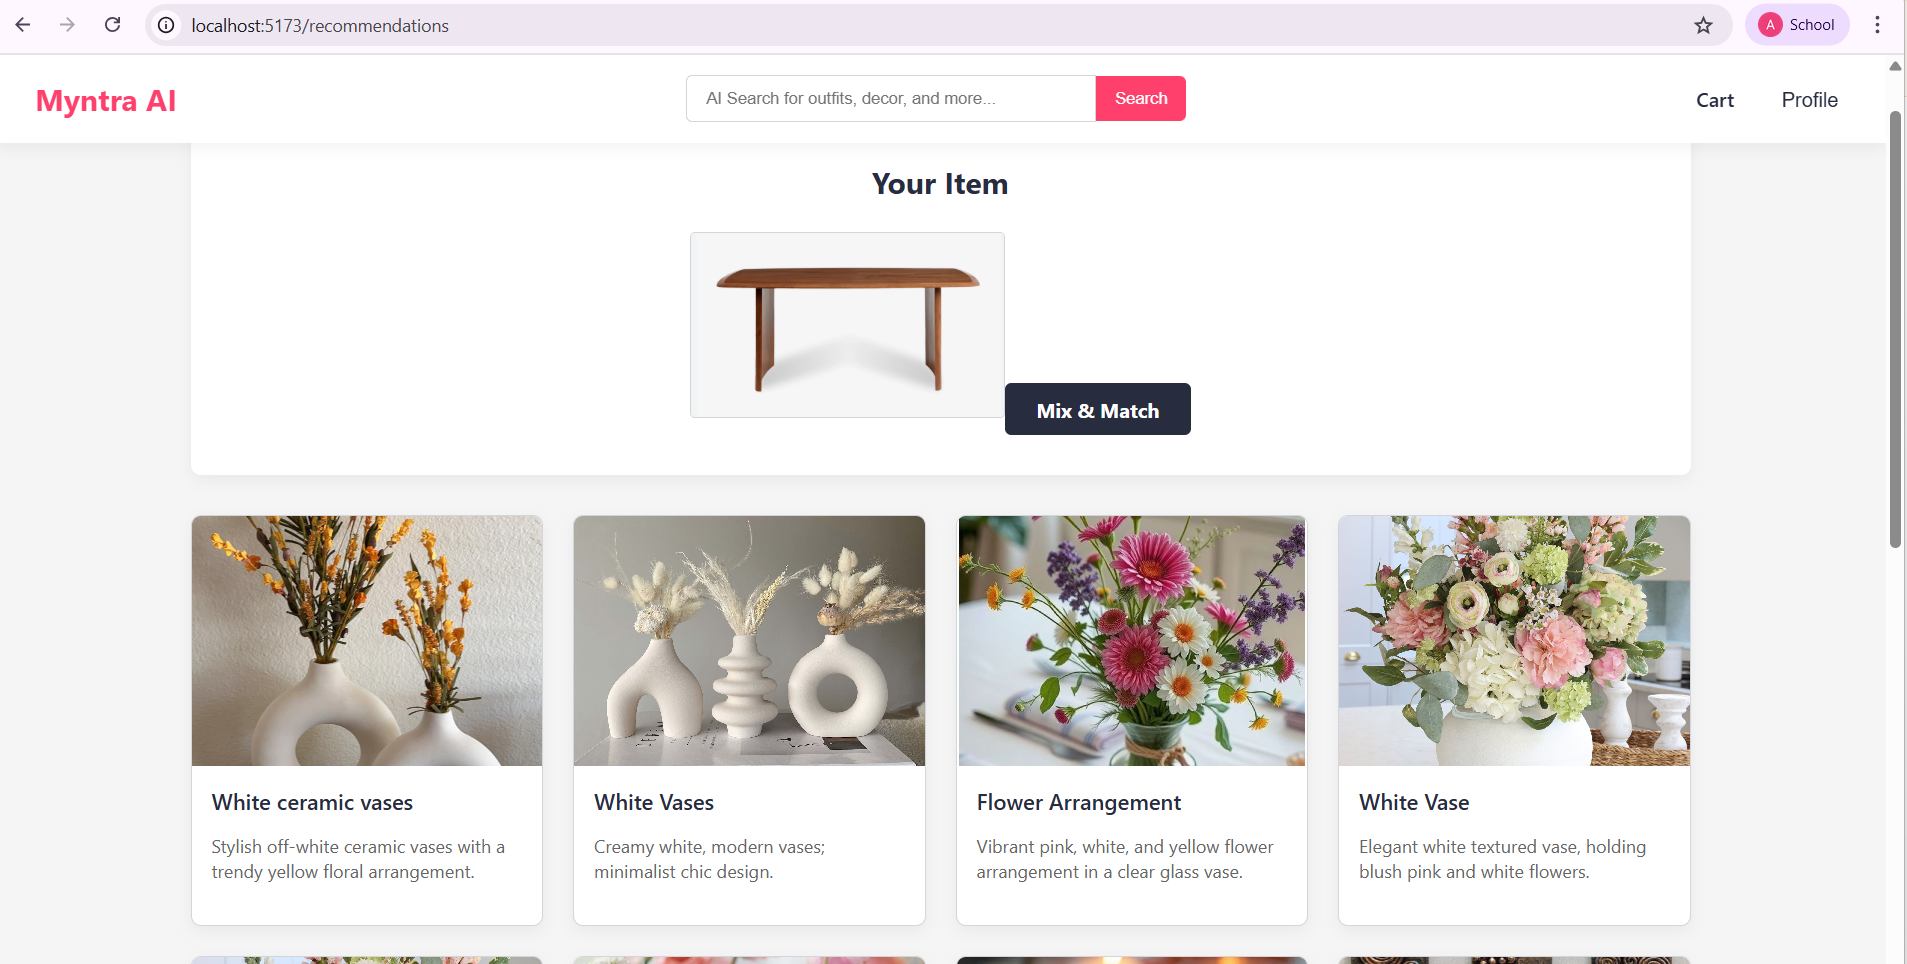 localhost:5173/recommendations
A School
Myntra AI
AI Search for outfits, decor, and more...
Search
Cart
Profile
Your Item
Mix & Match
White ceramic vases
Stylish off-white ceramic vases with a
trendy yellow floral arrangement.
White Vases
Creamy white, modern vases;
minimalist chic design.
Flower Arrangement
Vibrant pink, white, and yellow flower
arrangement in a clear glass vase.
White Vase
Elegant white textured vase, holding
blush pink and white flowers.